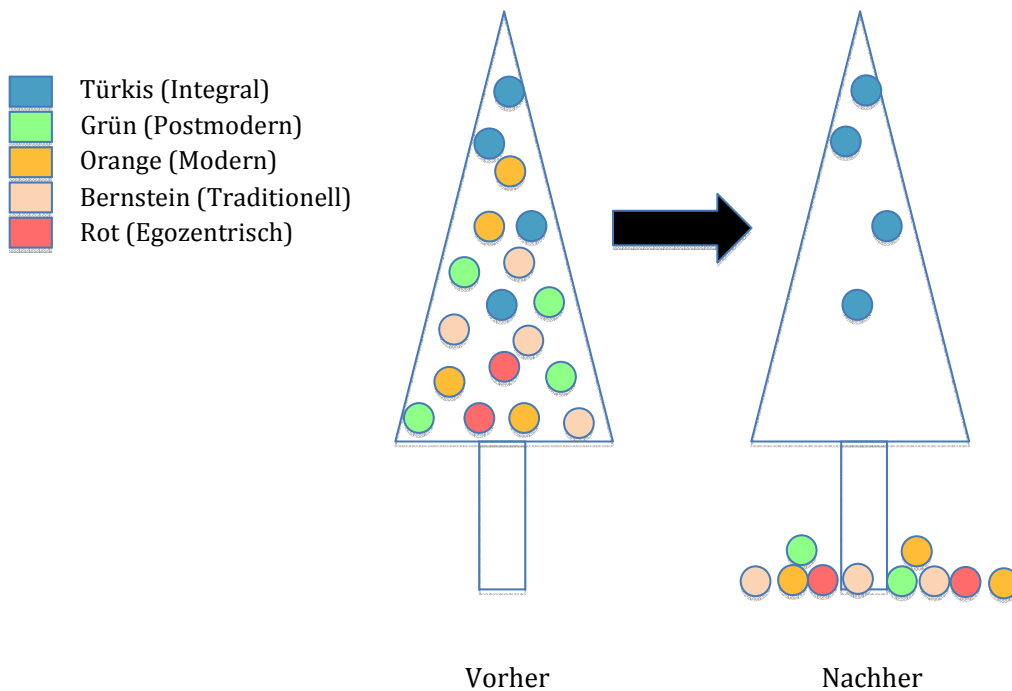 Türkis (Integral)
Grün (Postmodern)
Orange (Modern)
Bernstein (Traditionell)
Rot (Egozentrisch)
Vorher
Nachher